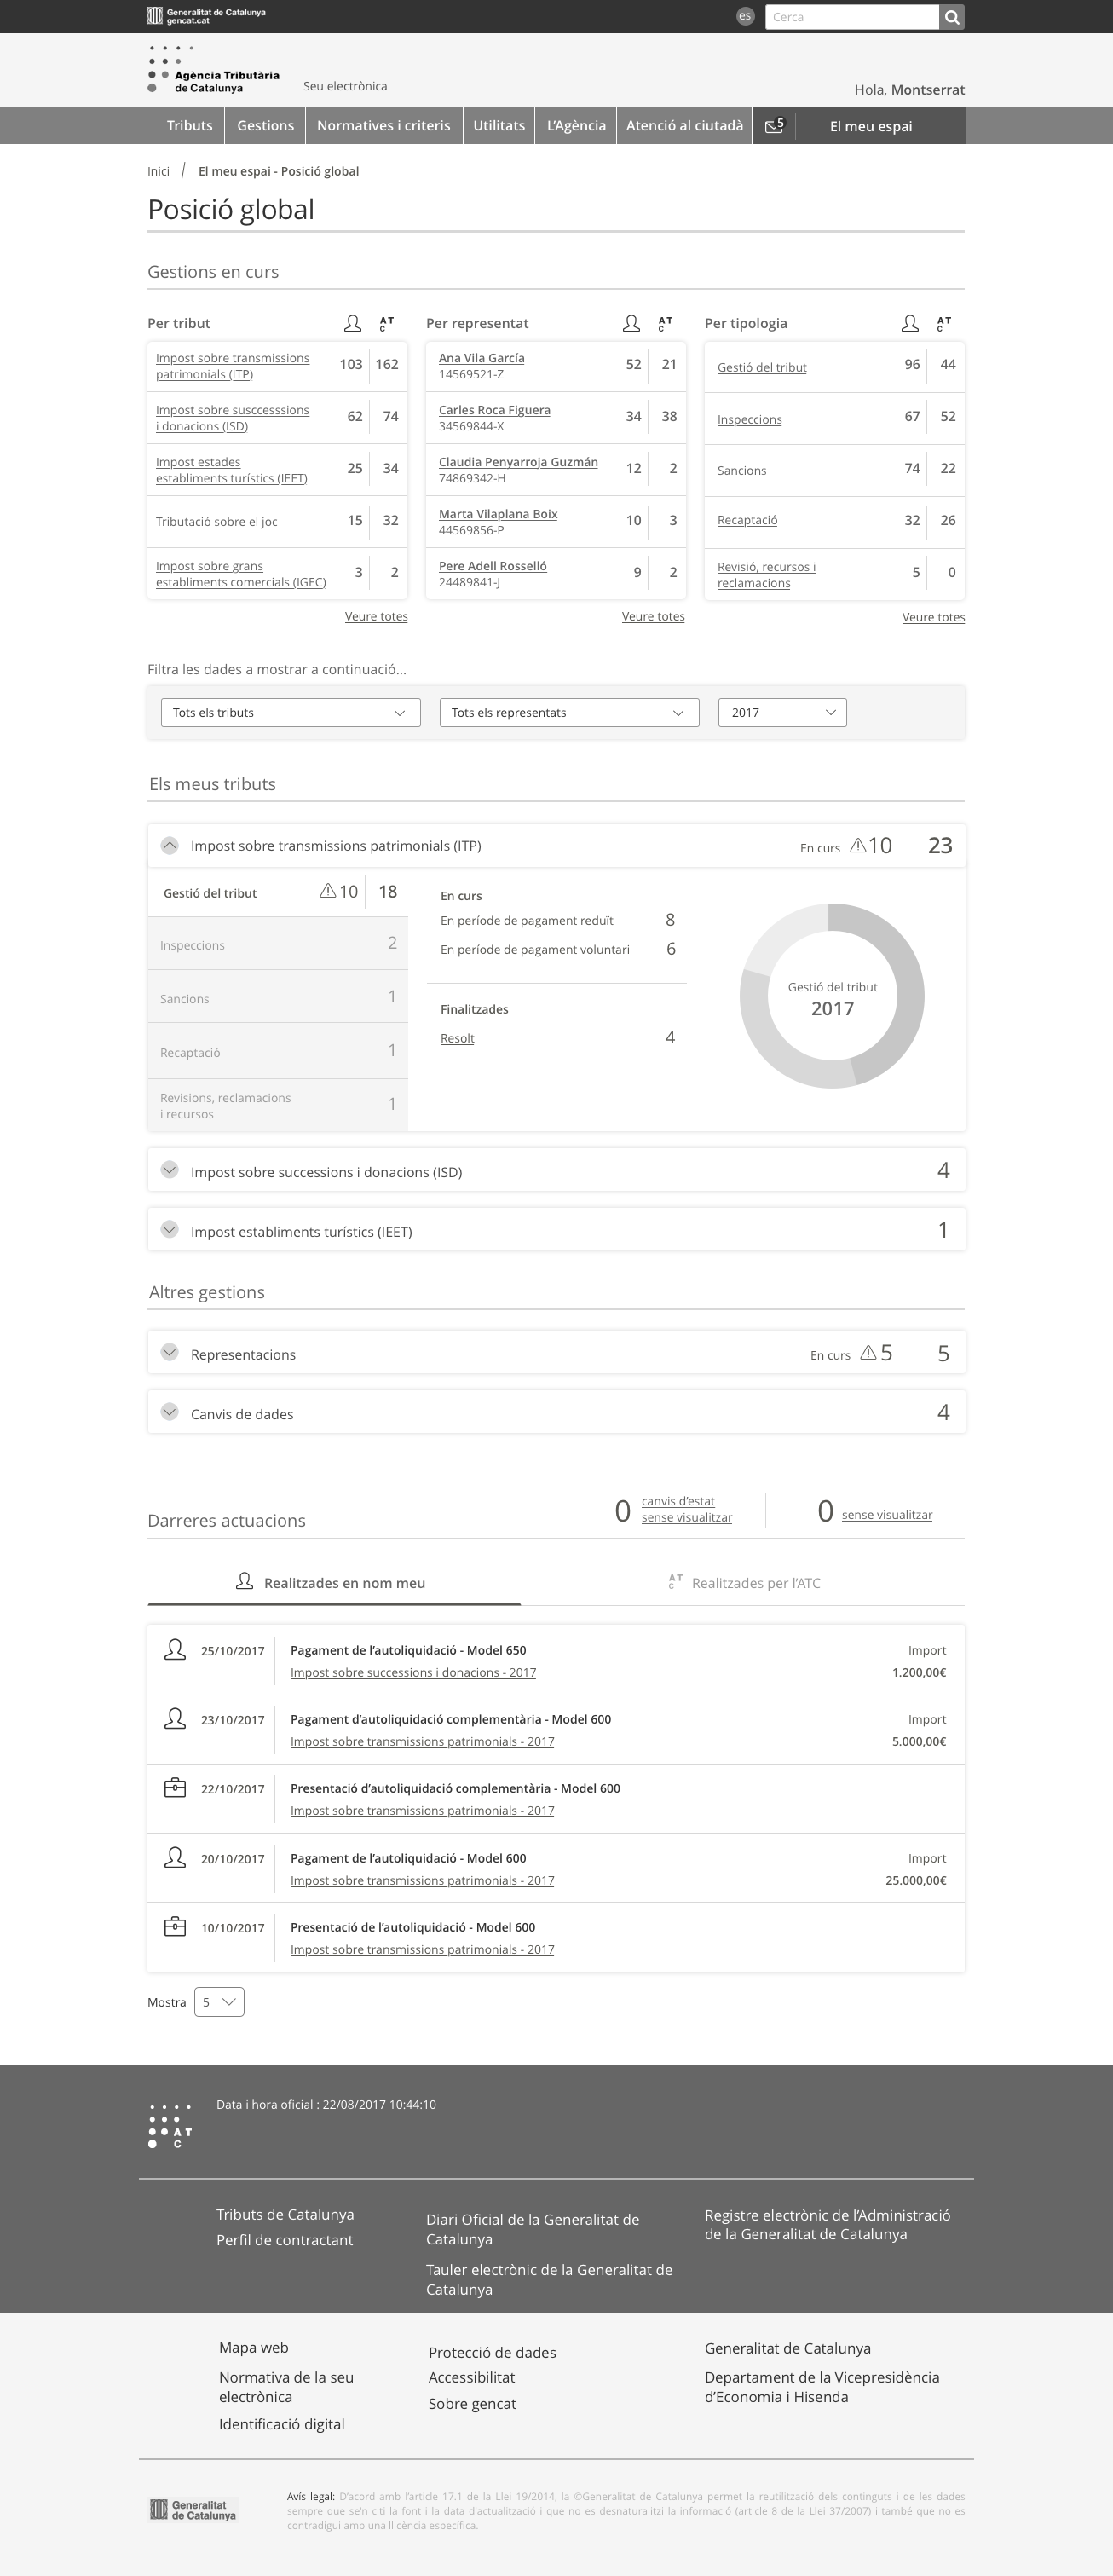 Generalitat de Catalunya
gencat.cat
es
Cerca
Agència Tributària
de Catalunya
Seu electrònica
Hola, Montserrat
Tributs
Gestions
Normatives i criteris
Utilitats
L'Agència
Atenció al ciutadà
5
El meu espai
Inici / El meu espai - Posició global
Posició global
Gestions en curs
Per tribut
AT
C
Impost sobre transmissions
patrimonials (ITP)
103 162
Impost sobre susccesssions
i donacions (ISD)
62 74
Impost estades
establiments turístics (IEET)
25 34
Tributació sobre el joc
15 32
Impost sobre grans
establiments comercials (IGEC)
3 2
Veure totes
Per representat
AT
C
Ana Vila García
14569521-Z
52 21
Carles Roca Figuera
34569844-X
34 38
Claudia Penyarroja Guzmán
74869342-H
12 2
Marta Vilaplana Boix
44569856-P
10 3
Pere Adell Rosselló
24489841-J
9 2
Veure totes
Per tipologia
AT
C
Gestió del tribut
96 44
Inspeccions
67 52
Sancions
74 22
Recaptació
32 26
Revisió, recursos i
reclamacions
5 0
Veure totes
Filtra les dades a mostrar a continuació...
Tots els tributs
Tots els representats
2017
Els meus tributs
Impost sobre transmissions patrimonials (ITP)
En curs 10 23
Gestió del tribut 10 18
Inspeccions 2
Sancions 1
Recaptació 1
Revisions, reclamacions
i recursos
1
En curs
En període de pagament reduït 8
En període de pagament voluntari 6
Finalitzades
Resolt 4
Gestió del tribut
2017
Impost sobre successions i donacions (ISD) 4
Impost establiments turístics (IEET) 1
Altres gestions
Representacions En curs 5 5
Canvis de dades 4
Darreres actuacions
0 canvis d'estat
sense visualitzar
0 sense visualitzar
Realitzades en nom meu
AT
C
Realitzades per l'ATC
25/10/2017
Pagament de l'autoliquidació - Model 650
Impost sobre successions i donacions - 2017
Import
1.200,00€
23/10/2017
Pagament d'autoliquidació complementària - Model 600
Impost sobre transmissions patrimonials - 2017
Import
5.000,00€
22/10/2017
Presentació d'autoliquidació complementària - Model 600
Impost sobre transmissions patrimonials - 2017
20/10/2017
Pagament de l'autoliquidació - Model 600
Impost sobre transmissions patrimonials - 2017
Import
25.000,00€
10/10/2017
Presentació de l'autoliquidació - Model 600
Impost sobre transmissions patrimonials - 2017
Mostra 5
AT
C
Data i hora oficial : 22/08/2017 10:44:10
Tributs de Catalunya
Perfil de contractant
Diari Oficial de la Generalitat de
Catalunya
Tauler electrònic de la Generalitat de
Catalunya
Registre electrònic de l'Administració
de la Generalitat de Catalunya
Mapa web
Normativa de la seu
electrònica
Identificació digital
Protecció de dades
Accessibilitat
Sobre gencat
Generalitat de Catalunya
Departament de la Vicepresidència
d'Economia i Hisenda
Generalitat
de Catalunya
Avís legal: D'acord amb l'article 17.1 de la Llei 19/2014, la ©Generalitat de Catalunya permet la reutilització dels continguts i de les dades
sempre que se'n citi la font i la data d'actualització i que no es desnaturalitzi la informació (article 8 de la Llei 37/2007) i també que no es
contradigui amb una llicència específica.